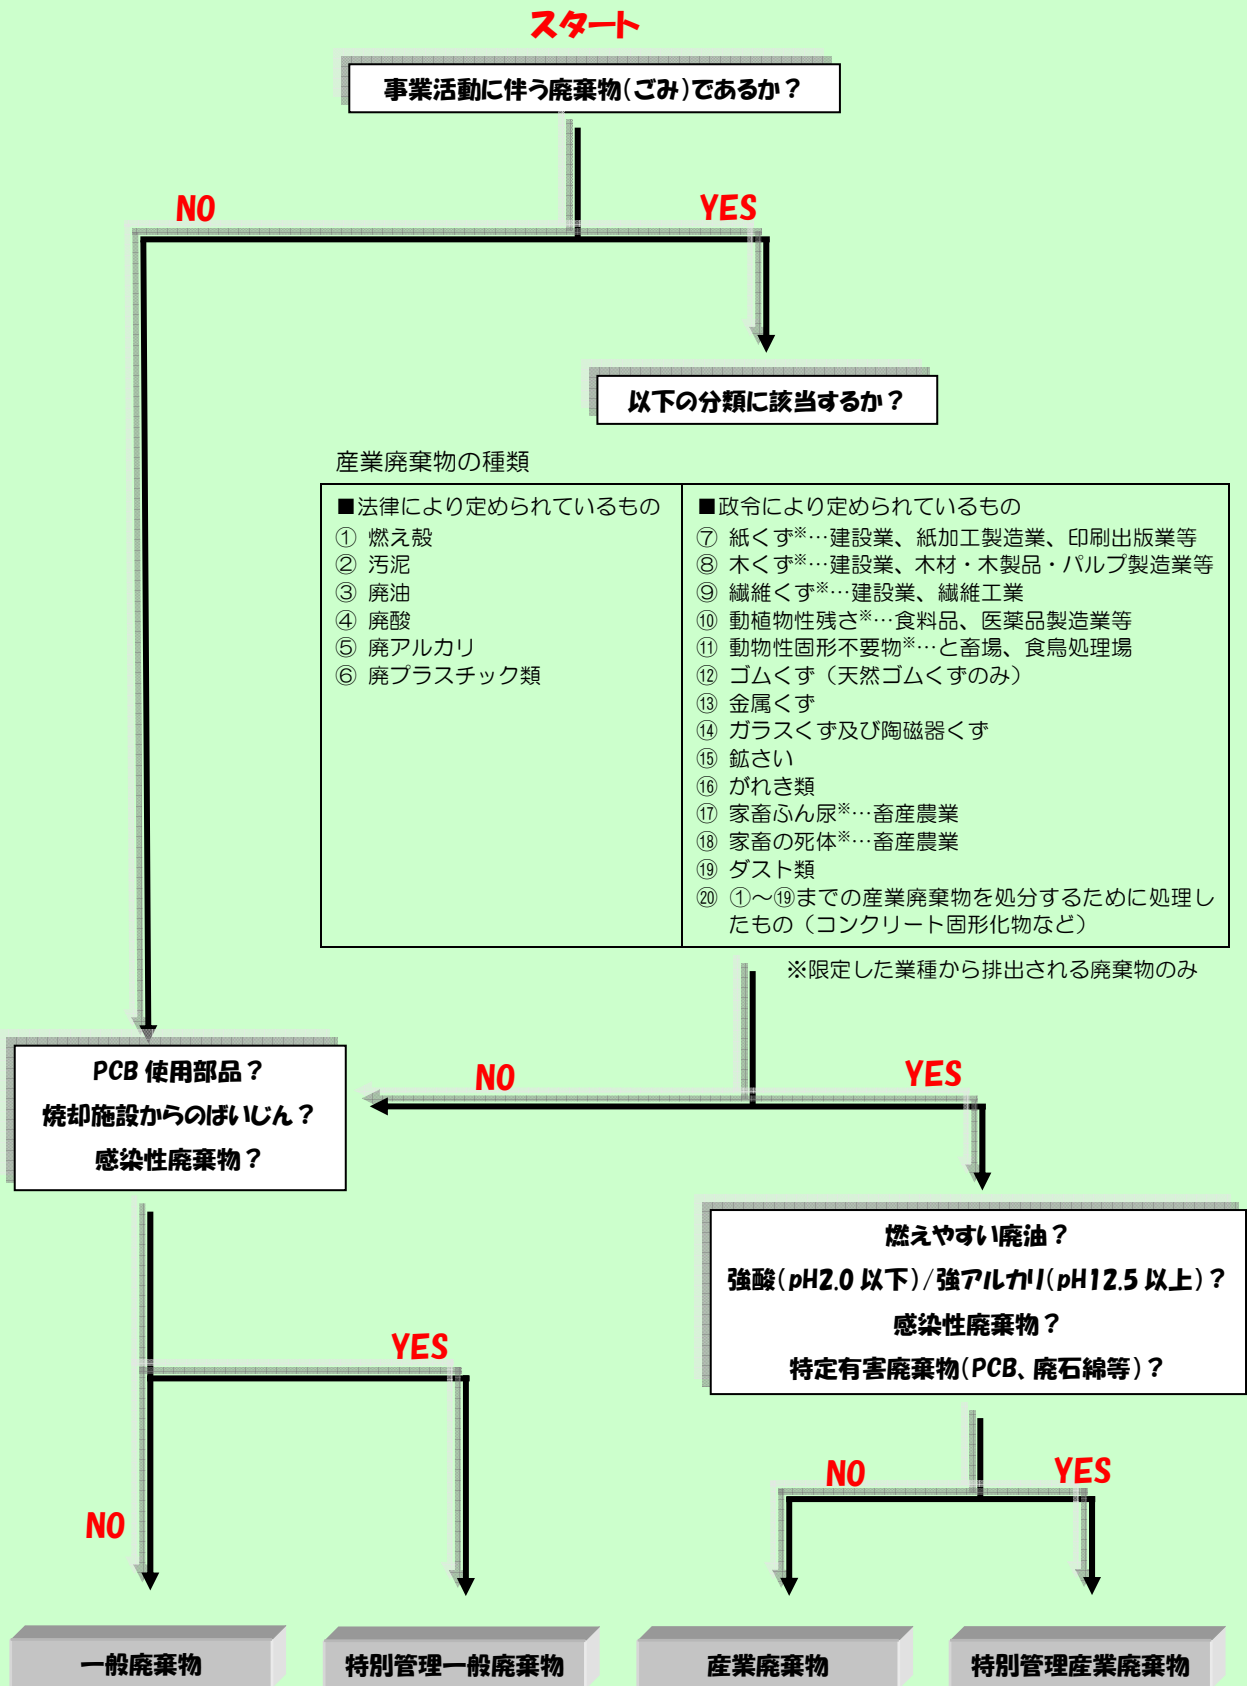 スタート
事業活動に伴う廃棄物(ごみ)であるか？
NO
YES
以下の分類に該当するか？
産業廃棄物の種類
■法律により定められているもの
① 燃え殻
② 汚泥
③ 廃油
④ 廃酸
⑤ 廃アルカリ
⑥ 廃プラスチック類
■政令により定められているもの
⑦ 紙くず※…建設業、紙加工製造業、印刷出版業等
⑧ 木くず※…建設業、木材・木製品・パルプ製造業等
⑨ 繊維くず※…建設業、繊維工業
⑩ 動植物性残さ※…食料品、医薬品製造業等
⑪ 動物性固形不要物※…と畜場、食鳥処理場
⑫ ゴムくず（天然ゴムくずのみ）
⑬ 金属くず
⑭ ガラスくず及び陶磁器くず
⑮ 鉱さい
⑯ がれき類
⑰ 家畜ふん尿※…畜産農業
⑱ 家畜の死体※…畜産農業
⑲ ダスト類
⑳ ①～⑲までの産業廃棄物を処分するために処理し
たもの（コンクリート固形化物など）
※限定した業種から排出される廃棄物のみ
PCB 使用部品？
焼却施設からのばいじん？
感染性廃棄物？
NO
YES
燃えやすい廃油？
強酸(pH2.0 以下)/強アルカリ(pH12.5 以上)？
感染性廃棄物？
特定有害廃棄物(PCB、廃石綿等)？
YES
NO
NO
YES
一般廃棄物
特別管理一般廃棄物
産業廃棄物
特別管理産業廃棄物